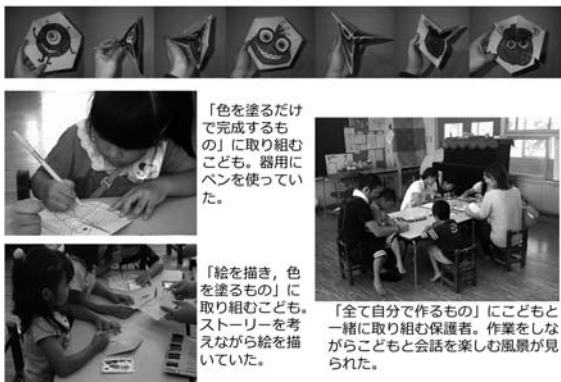 「色を塗るだけ
で完成するも
の」に取り組む
こども。器用に
ペンを使ってい
た。
「絵を描き，色
を塗るもの」に
取り組むこども。
ストーリーを考
えながら絵を描
いていた。
「全て自分で作るもの」にこどもと
一緒に取り組む保護者。作業をしな
がらこどもと会話を楽しむ風景が見
られた。